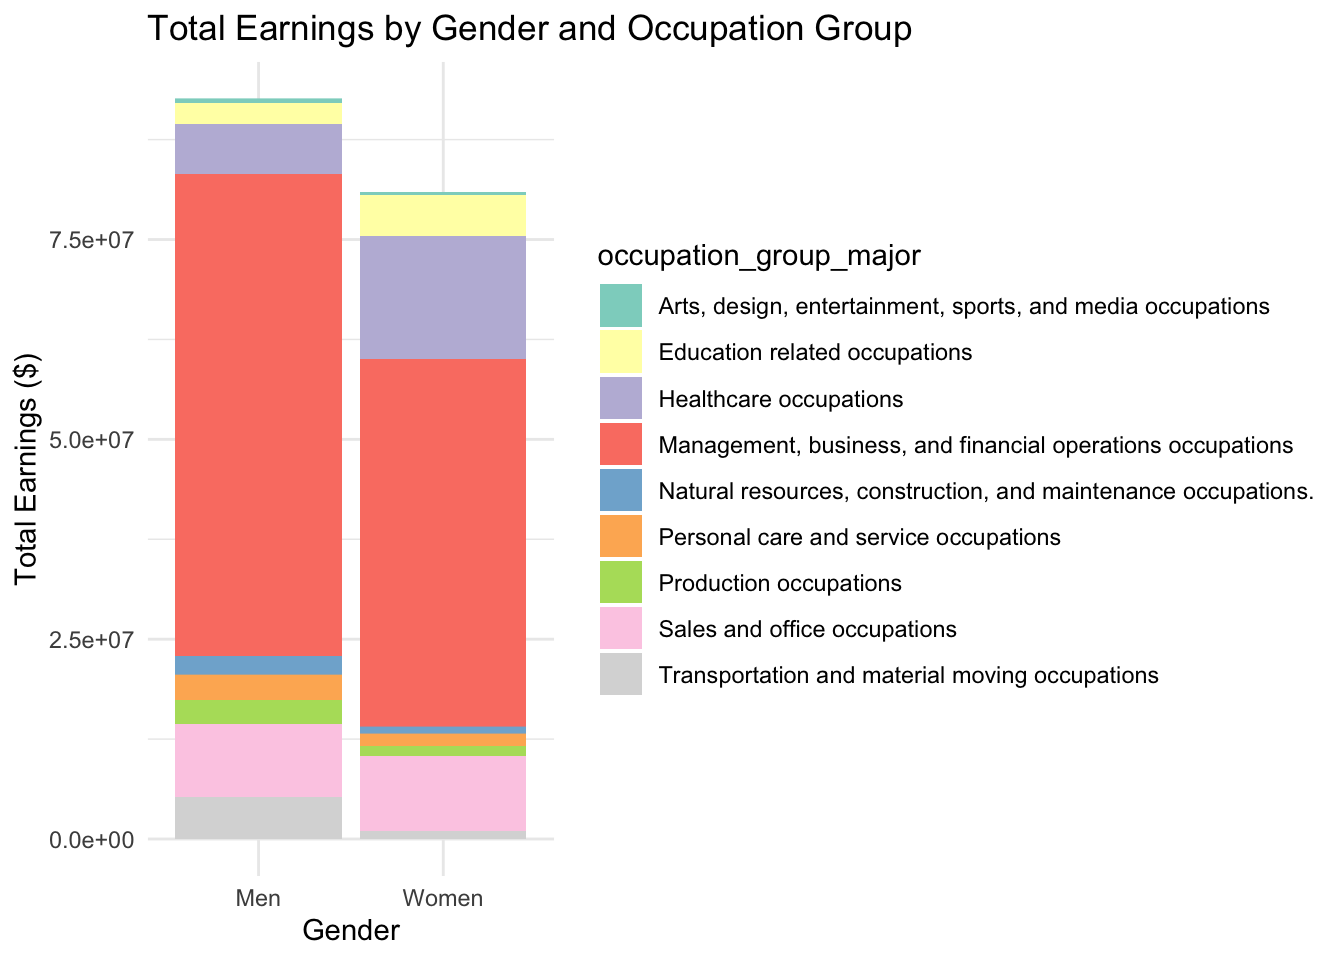 Total Earnings by Gender and Occupation Group
Total Earnings ($)
7.5e+07
5.0e+07
2.5e+07
0.0e+00
Men
Women
Gender
occupation_group_major
Arts, design, entertainment, sports, and media occupations
Education related occupations
Healthcare occupations
Management, business, and financial operations occupations
Natural resources, construction, and maintenance occupations.
Personal care and service occupations
Production occupations
Sales and office occupations
Transportation and material moving occupations